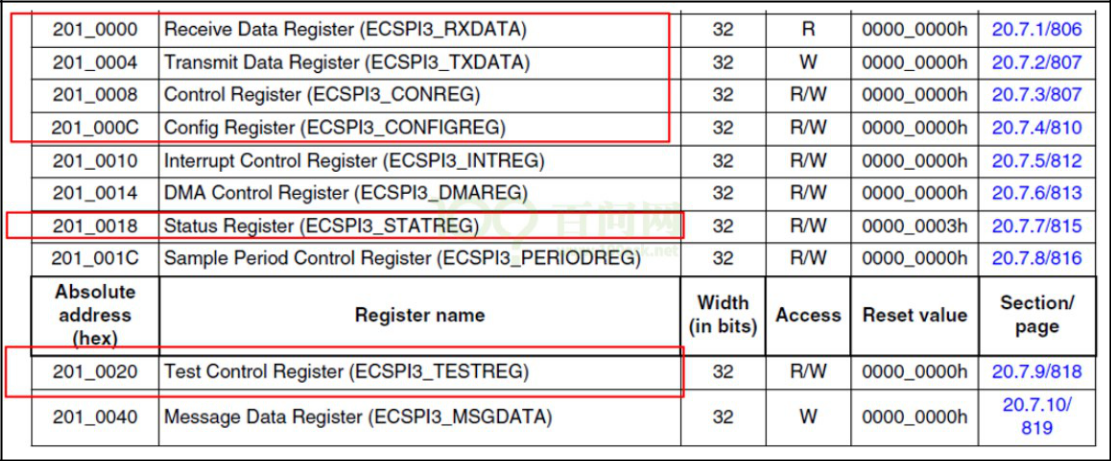 201_0000 Receive Data Register (ECSPI3_RXDATA) 32 R 0000_0000h 20.7.1/806
201_0004 Transmit Data Register (ECSPI3_TXDATA) 32 W 0000_0000h 20.7.2/807
201_0008 Control Register (ECSPI3_CONREG) 32 R/W 0000_0000h 20.7.3/807
201_000C Config Register (ECSPI3_CONFIGREG) 32 R/W 0000_0000h 20.7.4/810
201_0010 Interrupt Control Register (ECSPI3_INTREG) 32 R/W 0000_0000h 20.7.5/812
201_0014 DMA Control Register (ECSPI3_DMAREG) 32 R/W 0000_0000h 20.7.6/813
201_0018 Status Register (ECSPI3_STATREG) 32 R/W 0000_0003h 20.7.7/815
百问网
201_001C Sample Period Control Register (ECSPI3_PERIODREG) 32 R/W 0000_0000h 20.7.8/816
Absolute address (hex) Register name Width (in bits) Access Reset value Section/ page
201_0020 Test Control Register (ECSPI3_TESTREG) 32 R/W 0000_0000h 20.7.9/818
201_0040 Message Data Register (ECSPI3_MSGDATA) 32 W 0000_0000h 20.7.10/ 819